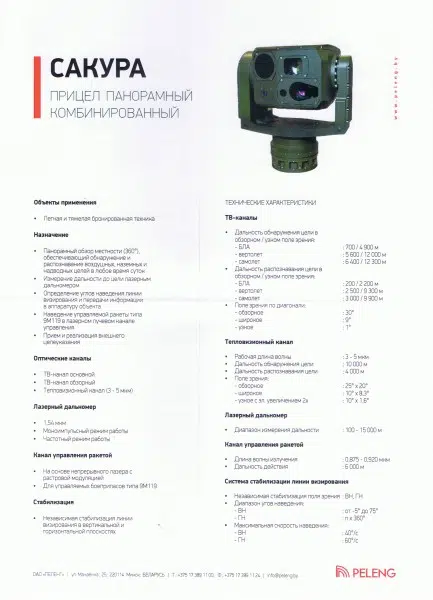 САКУРА
ПРИЦЕЛ ПАНОРАМНЫЙ
КОМБИНИРОВАННЫЙ
www.peleng.by
Объекты применения
• Легкая и тяжелая бронированная техника
Назначение
• Панорамный обзор местности (360°),
обеспечивающий обнаружение и
распознавание воздушных, наземных и
надводных целей в любое время суток
• Измерение дальности до цели лазерным
дальномером
• Определение углов наведения линии
визирования и передачи информации
в аппаратуру объекта
• Наведение управляемой ракеты типа
9М119 в лазерном лучевом канале
управления
• Прием и реализация внешнего
целеуказания
Оптические каналы
• ТВ-канал основной
• ТВ-канал обзорный
• Тепловизионный канал (3 - 5 мкм)
Лазерный дальномер
• 1,54 мкм
• Моноимпульсный режим работы
• Частотный режим работы
Канал управления ракетой
• На основе непрерывного лазера с
растровой модуляцией
• Для управляемых боеприпасов типа 9М119
Стабилизация
• Независимая стабилизация линии
визирования в вертикальной и
горизонтальной плоскостях
ТЕХНИЧЕСКИЕ ХАРАКТЕРИСТИКИ
ТВ-каналы
• Дальность обнаружения цели в
обзорном / узком поле зрения:
- БЛА : 700 / 4 900 м
- вертолет : 5 600 / 12 000 м
- самолет : 6 400 / 12 300 м
• Дальность распознавания цели в
обзорном / узком поле зрения:
- БЛА : 200 / 2 200 м
- вертолет : 2 500 / 9 300 м
- самолет : 3 000 / 9 900 м
• Поле зрения по диагонали:
- обзорное : 30°
- широкое : 9°
- узкое : 1°
Тепловизионный канал
• Рабочая длина волны : 3 - 5 мкм
• Дальность обнаружения цели : 10 000 м
• Дальность распознавания цели : 4 000 м
• Поле зрения:
- обзорное : 25° x 20°
- широкое : 10° x 8,3°
- узкое с эл. увеличением 2x : 10° x 1,6°
Лазерный дальномер
• Диапазон измерения дальности : 100 - 15 000 м
Канал управления ракетой
• Длина волны излучения : 0,875 - 0,920 мкм
• Дальность действия : 6 000 м
Система стабилизации линии визирования
• Независимая стабилизация поля зрения : ВН, ГН
• Диапазон угов наведения:
- ВН : от -5° до 75°
- ГН : n x 360°
• Максимальная скорость наведения:
- ВН : 40°/с
- ГН : 60°/с
ОАО «ПЕЛЕНГ» | ул. Макаёнка, 25, 220114 Минск, БЕЛАРУСЬ | Т.: +375 17 389 11 00, Ф.: +375 17 389 11 24 | info@peleng.by
PELENG